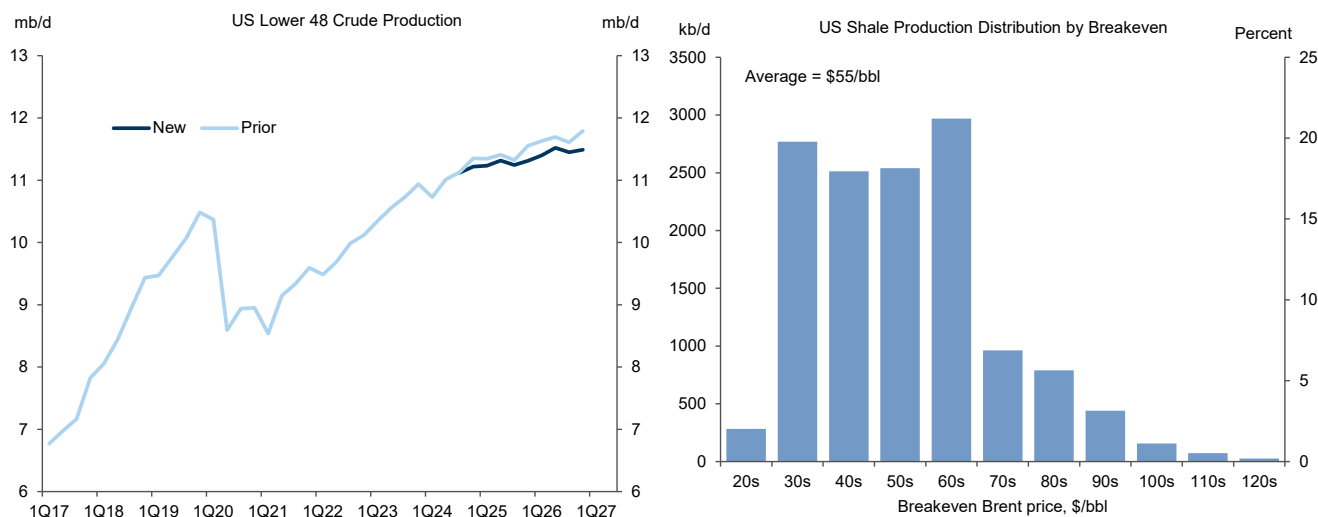 US Lower 48 Crude Production
mb/d
mb/d
13
12
11
10
9
8
7
6
13
12
11
10
9
8
7
6
New
Prior
1Q17 1Q18 1Q19 1Q20 1Q21 1Q22 1Q23 1Q24 1Q25 1Q26 1Q27
US Shale Production Distribution by Breakeven
kb/d
Percent
Average = $55/bbl
3500
3000
2500
2000
1500
1000
500
0
25
20
15
10
5
0
20s 30s 40s 50s 60s 70s 80s 90s 100s 110s 120s
Breakeven Brent price, $/bbl